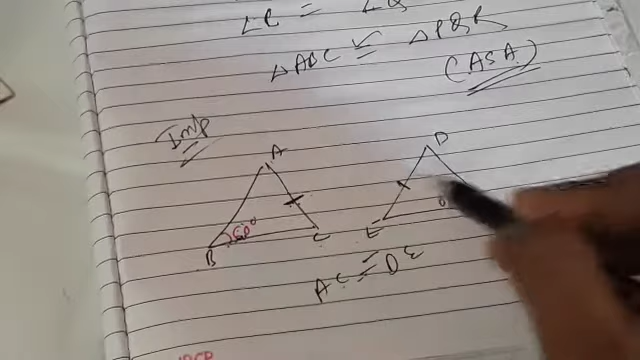 ∠C = ∠Q
△ABC ≅ △PQR
(ASA)
Imp
A
D
60°
B
C
E
AC = DE